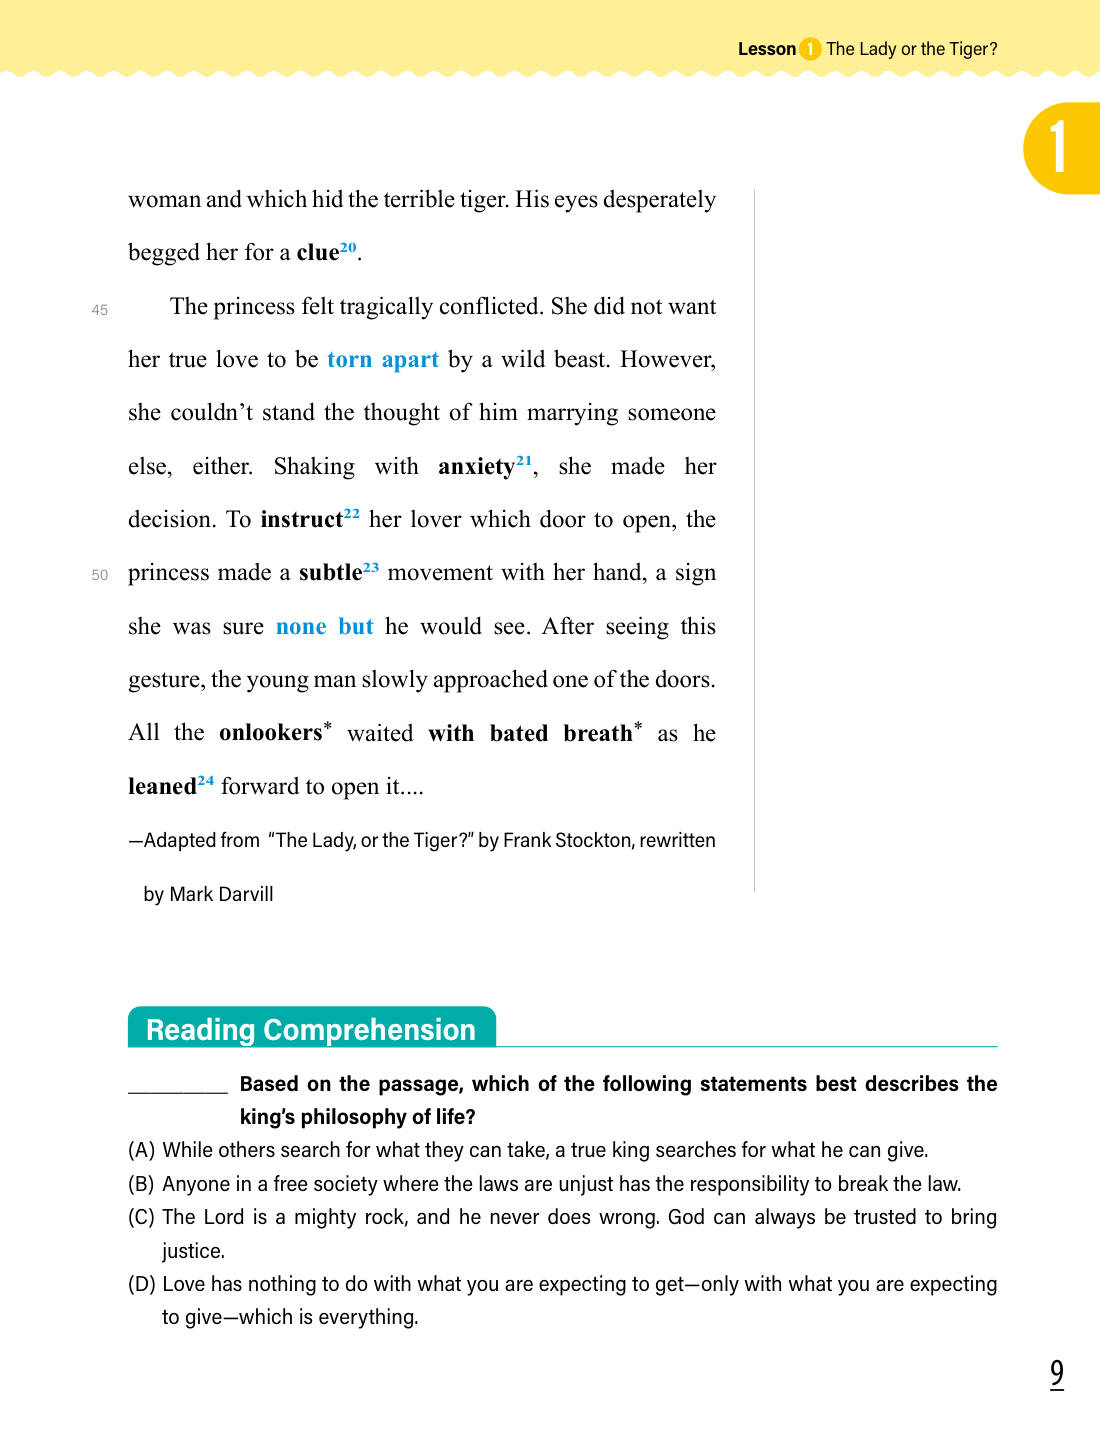 Lesson 1 The Lady or the Tiger?
1
woman and which hid the terrible tiger. His eyes desperately
begged her for a clue20.
45 The princess felt tragically conflicted. She did not want
her true love to be torn apart by a wild beast. However,
she couldn’t stand the thought of him marrying someone
else, either. Shaking with anxiety21, she made her
decision. To instruct22 her lover which door to open, the
50 princess made a subtle23 movement with her hand, a sign
she was sure none but he would see. After seeing this
gesture, the young man slowly approached one of the doors.
All the onlookers* waited with bated breath* as he
leaned24 forward to open it....
—Adapted from “The Lady, or the Tiger?” by Frank Stockton, rewritten
by Mark Darvill
Reading Comprehension
__________ Based on the passage, which of the following statements best describes the
king’s philosophy of life?
(A) While others search for what they can take, a true king searches for what he can give.
(B) Anyone in a free society where the laws are unjust has the responsibility to break the law.
(C) The Lord is a mighty rock, and he never does wrong. God can always be trusted to bring
justice.
(D) Love has nothing to do with what you are expecting to get—only with what you are expecting
to give—which is everything.
9